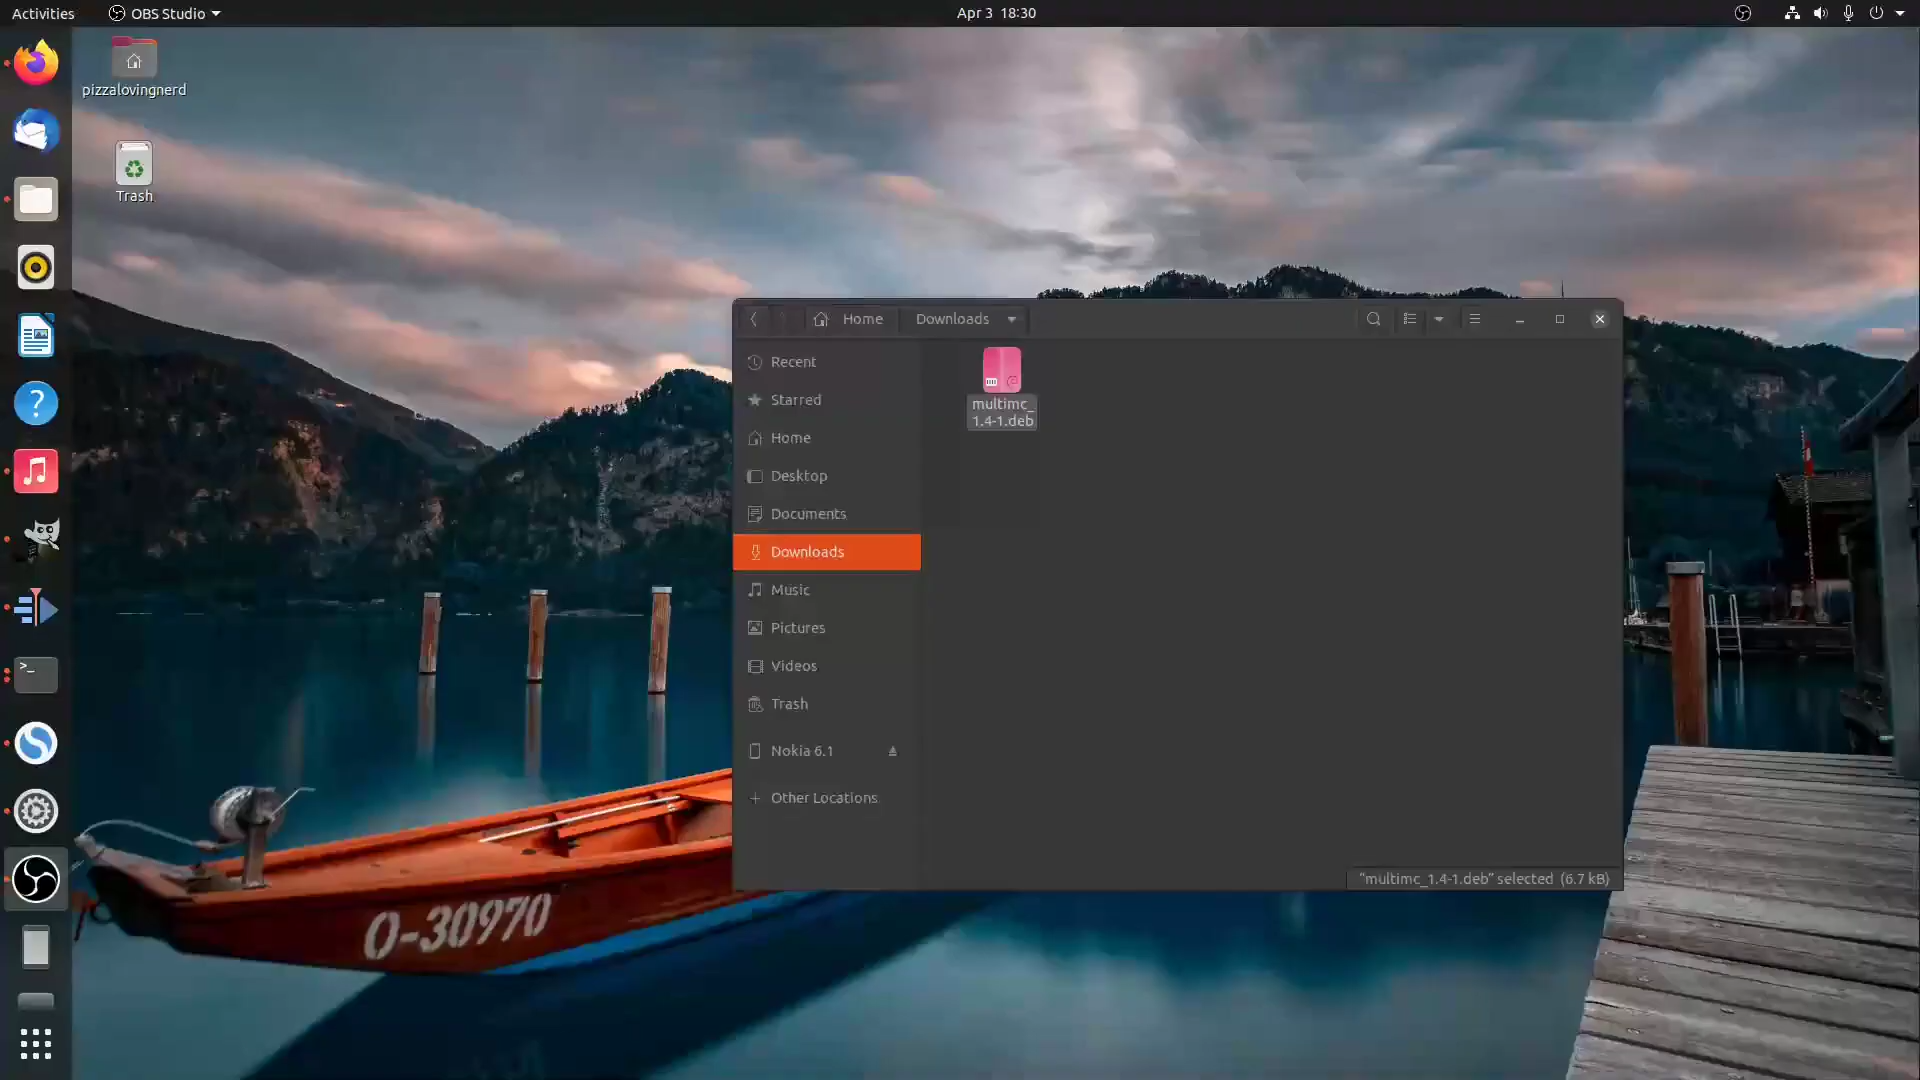 Activities
OBS Studio
Apr 3 18:30
pizzalovingnerd
Trash
Home
Downloads
Recent
Starred
Home
Desktop
Documents
Downloads
Music
Pictures
Videos
Trash
Nokia 6.1
Other Locations
multimc_
1.4-1.deb
"multimc_1.4-1.deb" selected (6.7 kB)
O-30970